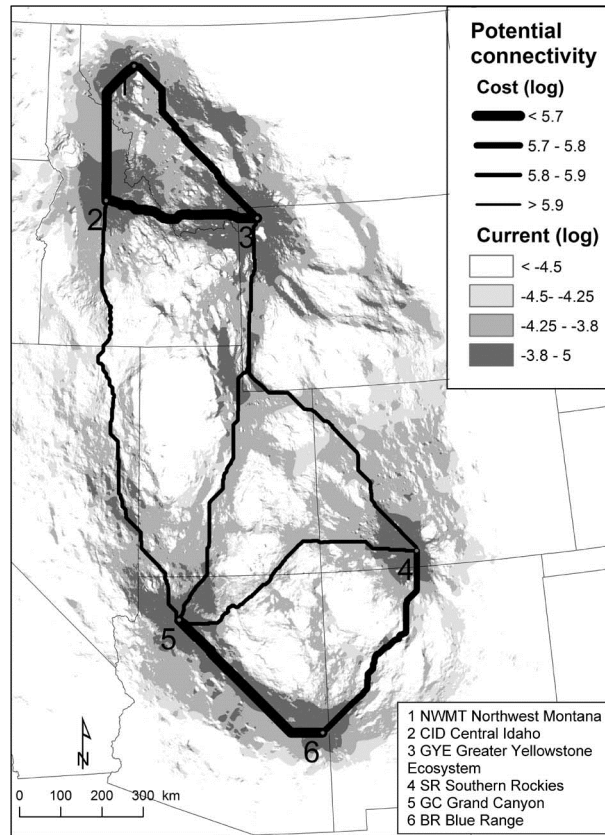 Potential
connectivity
Cost (log)
< 5.7
5.7 - 5.8
5.8 - 5.9
> 5.9
Current (log)
< -4.5
-4.5- -4.25
-4.25 - -3.8
-3.8 - 5
1
2
3
4
5
6
N
0 100 200 300 km
1 NWMT Northwest Montana
2 CID Central Idaho
3 GYE Greater Yellowstone
Ecosystem
4 SR Southern Rockies
5 GC Grand Canyon
6 BR Blue Range